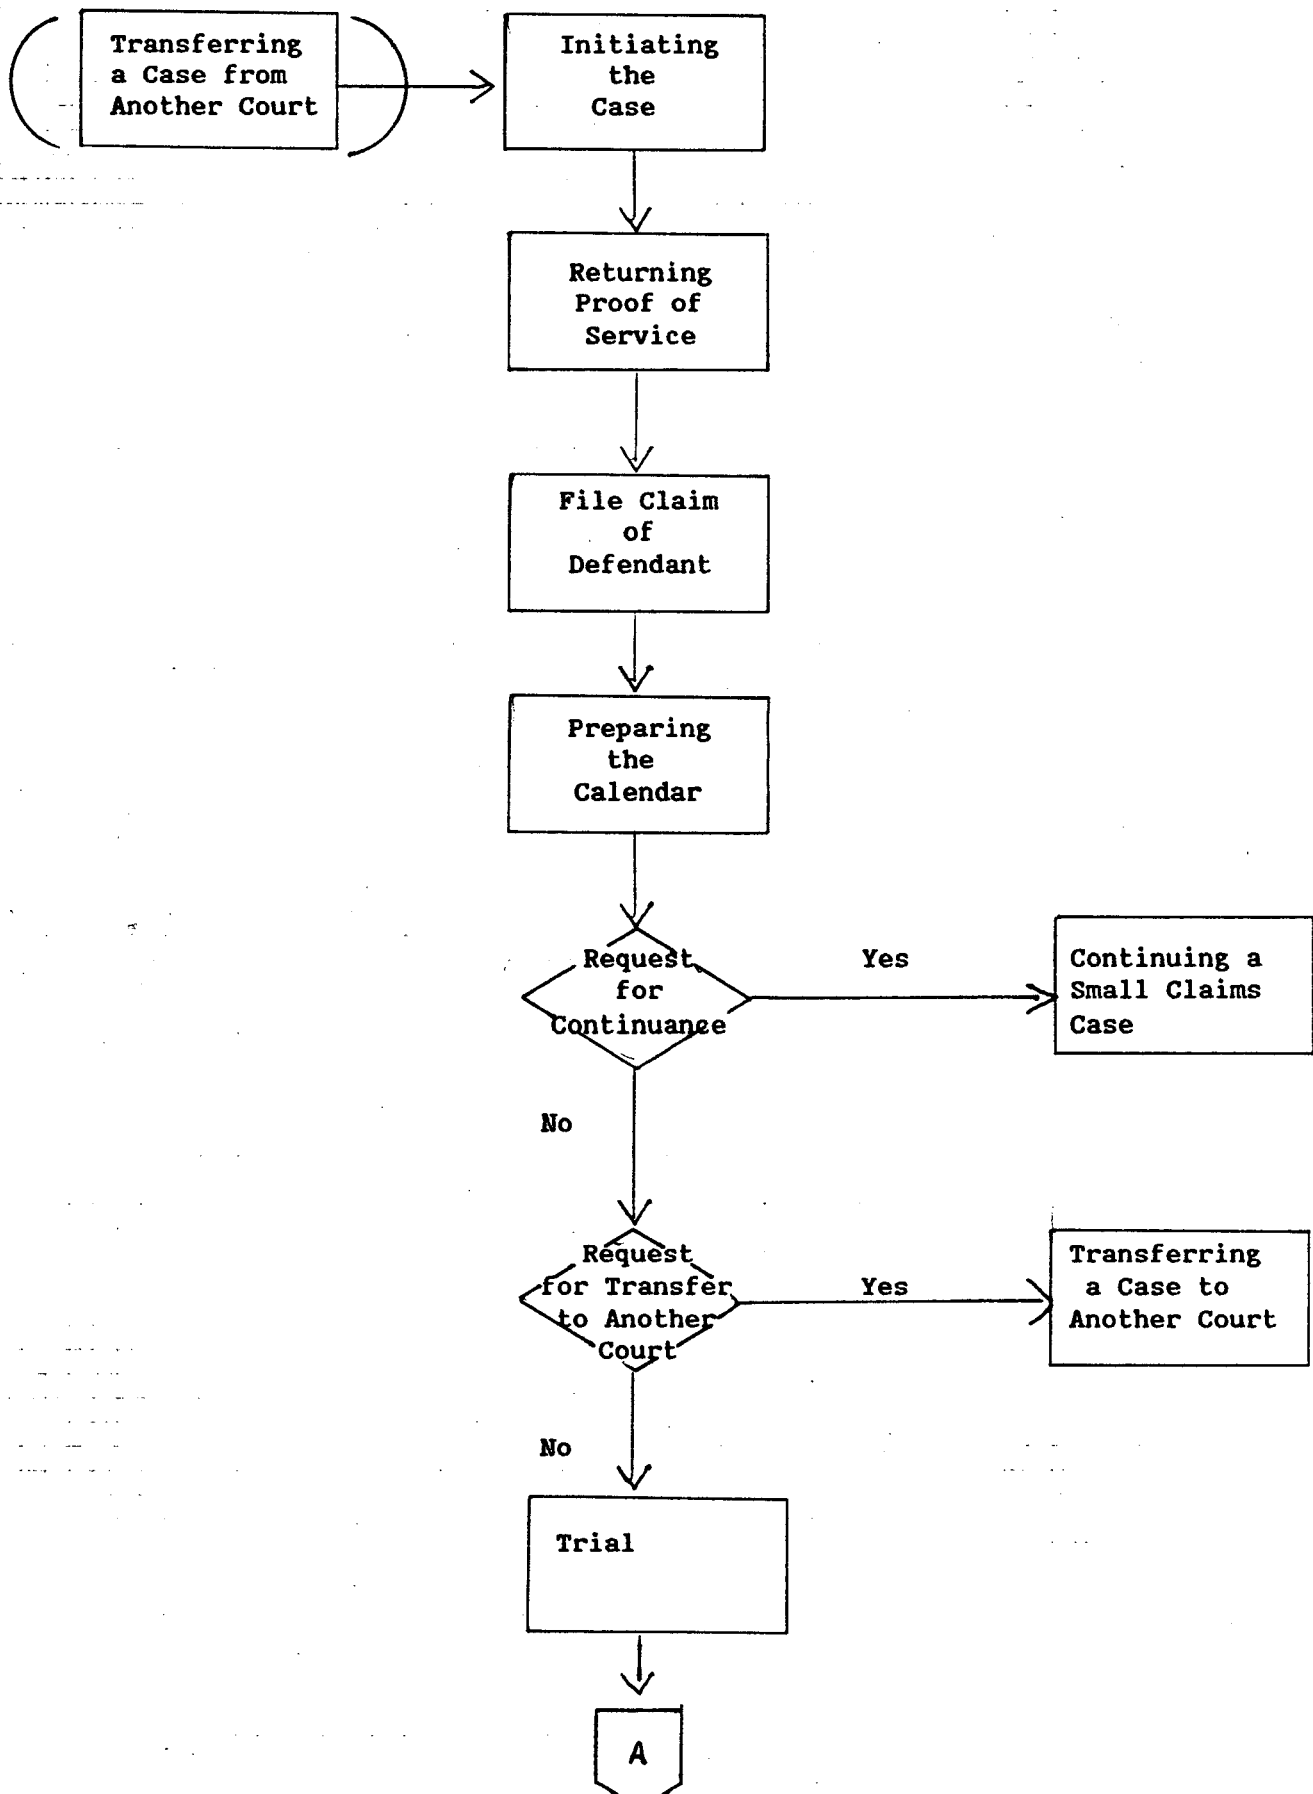 Transferring
a Case from
Another Court
Initiating
the
Case
Returning
Proof of
Service
File Claim
of
Defendant
Preparing
the
Calendar
Request
for
Continuance
Yes
Continuing a
Small Claims
Case
No
Request
for Transfer
to Another
Court
Yes
Transferring
a Case to
Another Court
No
Trial
A